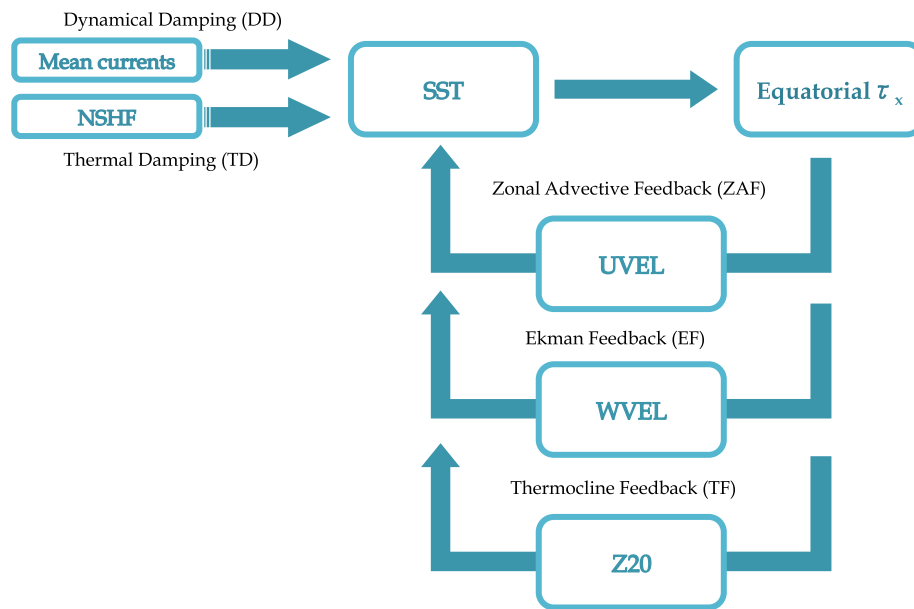 Dynamical Damping (DD)
Mean currents
NSHF
Thermal Damping (TD)
SST
Equatorial τ x
Zonal Advective Feedback (ZAF)
UVEL
Ekman Feedback (EF)
WVEL
Thermocline Feedback (TF)
Z20